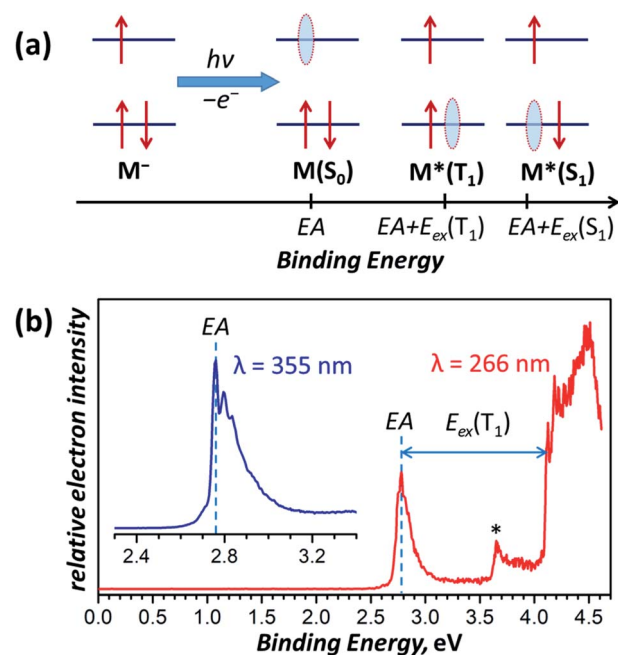 (a)
hν
−e⁻
M⁻
M(S₀)
M*(T₁)
M*(S₁)
EA
EA+Eₑₓ(T₁)
EA+Eₑₓ(S₁)
Binding Energy
(b)
relative electron intensity
EA
λ = 355 nm
λ = 266 nm
EA
Eₑₓ(T₁)
*
2.4 2.8 3.2
0.0 0.5 1.0 1.5 2.0 2.5 3.0 3.5 4.0 4.5
Binding Energy, eV